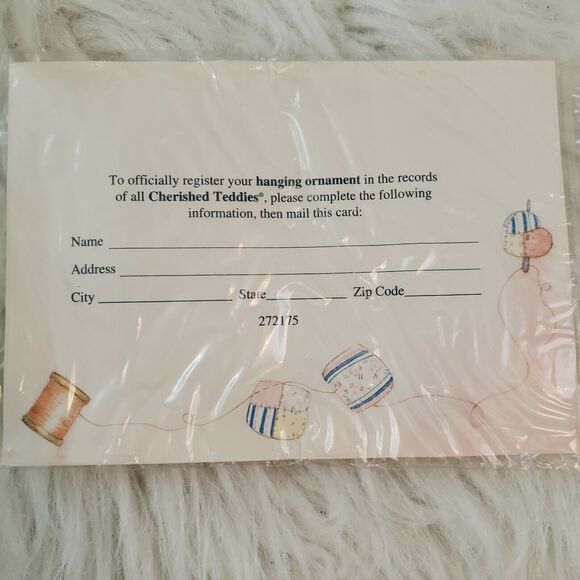 To officially register your hanging ornament in the records
of all Cherished Teddies®, please complete the following
information, then mail this card:
Name
Address
City State Zip Code
272175